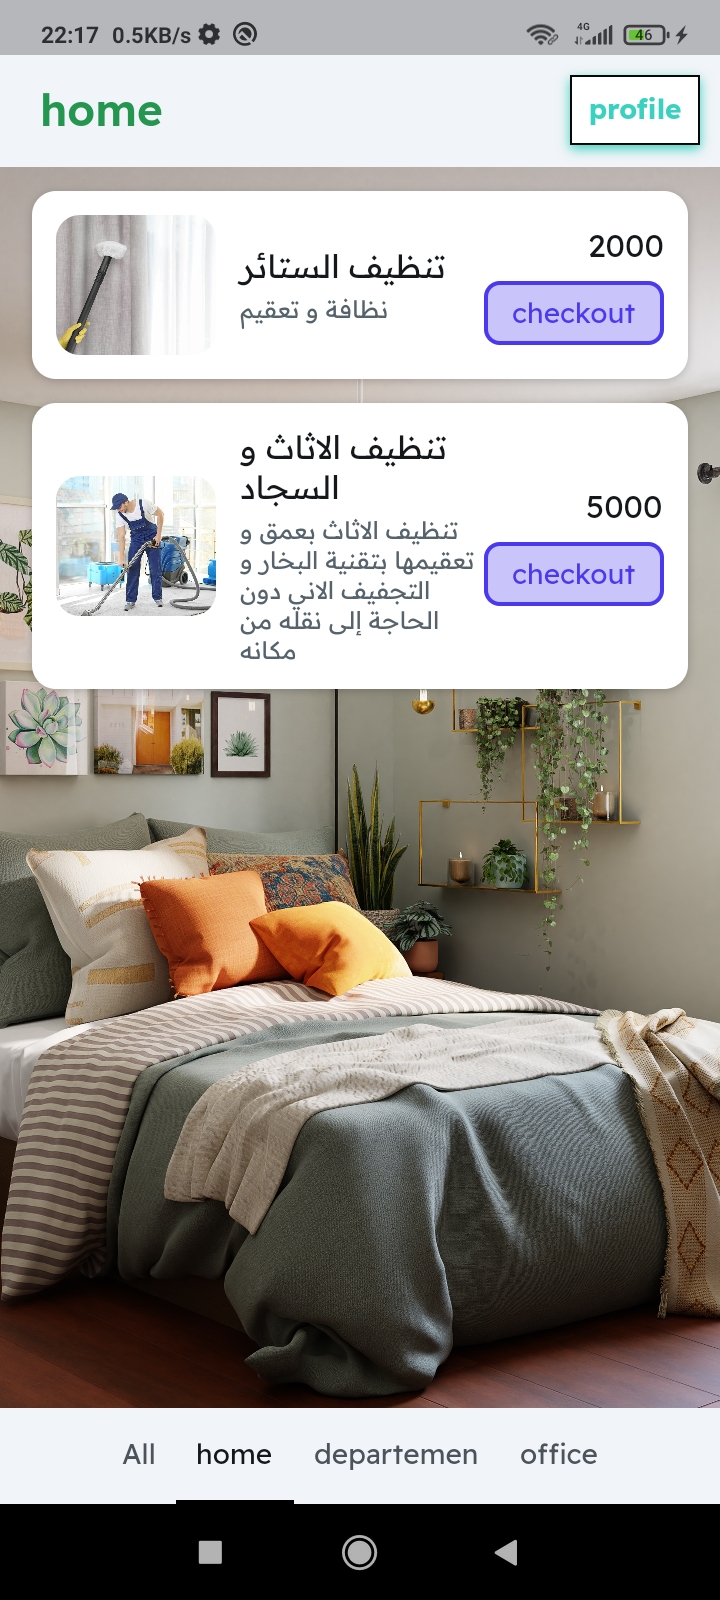 22:17 0.5KB/s 4G 46
home
profile
تنظيف الستائر
نظافة و تعقيم
2000
checkout
تنظيف الاثاث و
السجاد
تنظيف الاثاث بعمق و
تعقيمها بتقنية البخار و
التجفيف الاني دون
الحاجة إلى نقله من
مكانه
5000
checkout
All home departemen office